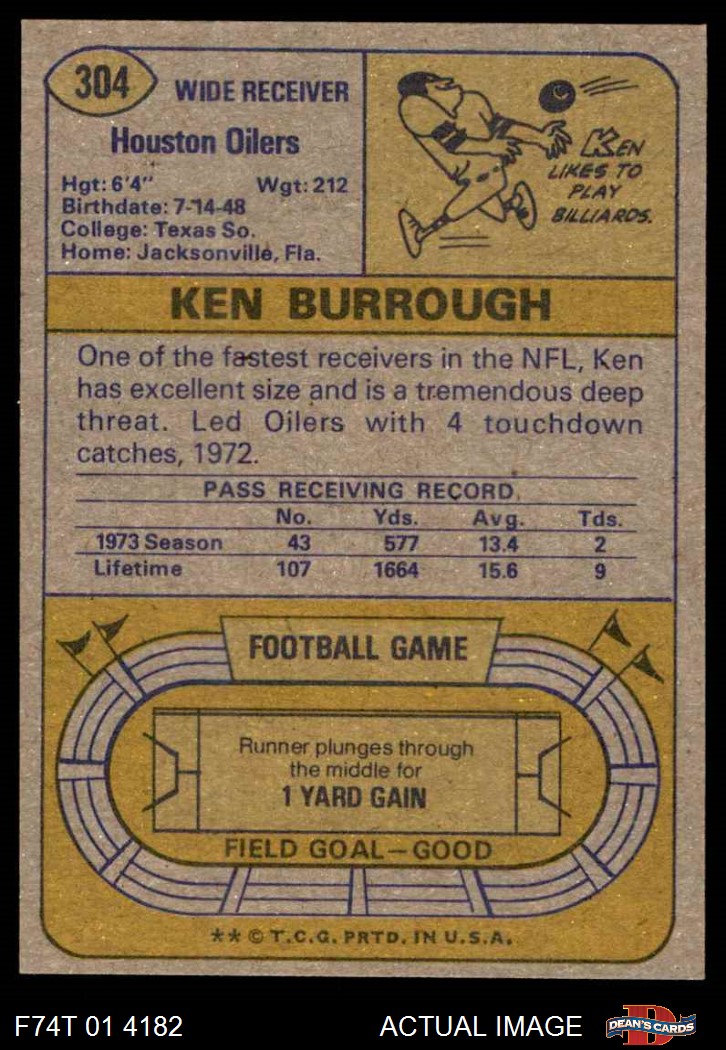 304
WIDE RECEIVER
Houston Oilers
Hgt: 6'4" Wgt: 212
Birthdate: 7-14-48
College: Texas So.
Home: Jacksonville, Fla.
KEN
LIKES TO
PLAY
BILLIARDS.
KEN BURROUGH
One of the fastest receivers in the NFL, Ken
has excellent size and is a tremendous deep
threat. Led Oilers with 4 touchdown
catches, 1972.
PASS RECEIVING RECORD
No. Yds. Avg. Tds.
1973 Season 43 577 13.4 2
Lifetime 107 1664 15.6 9
FOOTBALL GAME
Runner plunges through
the middle for
1 YARD GAIN
FIELD GOAL—GOOD
** © T.C.G. PRTD. IN U.S.A.
F74T 01 4182 ACTUAL IMAGE
D
DEAN'S CARDS